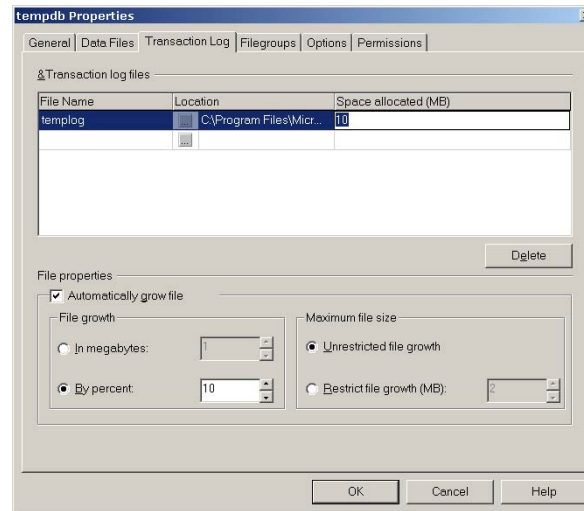 tempdb Properties
General Data Files Transaction Log Filegroups Options Permissions
&Transaction log files
File Name Location Space allocated (MB)
templog ... C:\Program Files\Micr... 10
...
Delete
File properties
Automatically grow file
File growth
In megabytes: 1
By percent: 10
Maximum file size
Unrestricted file growth
Restrict file growth (MB): 2
OK Cancel Help